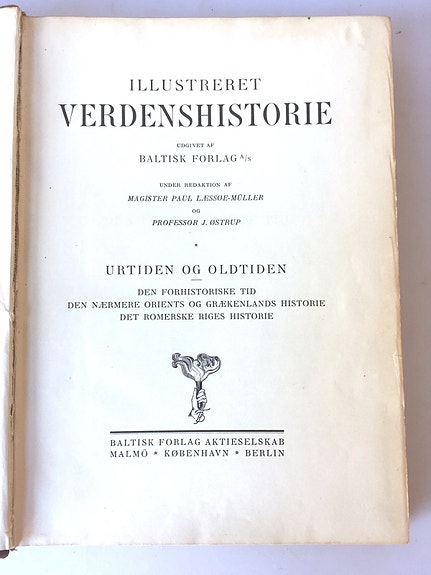 ILLUSTRERET
VERDENSHISTORIE
UDGIVET AF
BALTISK FORLAG A/S
UNDER REDAKTION AF
MAGISTER PAUL LÆSSØE-MÜLLER
OG
PROFESSOR J. ØSTRUP
*
URTIDEN OG OLDTIDEN
DEN FORHISTORISKE TID
DEN NÆRMERE ORIENTS OG GRÆKENLANDS HISTORIE
DET ROMERSKE RIGES HISTORIE
BALTISK FORLAG AKTIESELSKAB
MALMÖ * KØBENHAVN * BERLIN